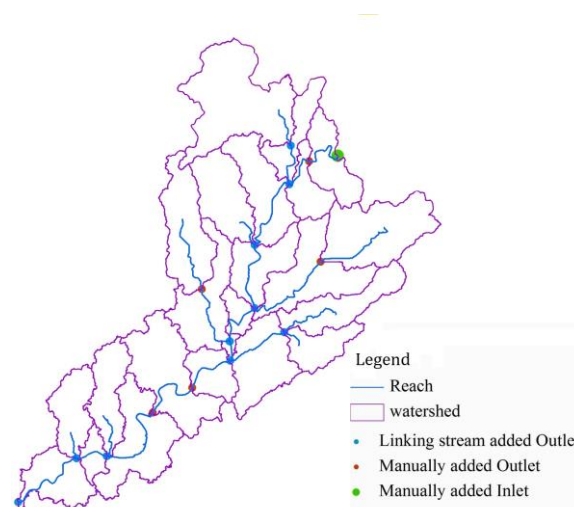 Legend
Reach
watershed
Linking stream added Outle
Manually added Outlet
Manually added Inlet